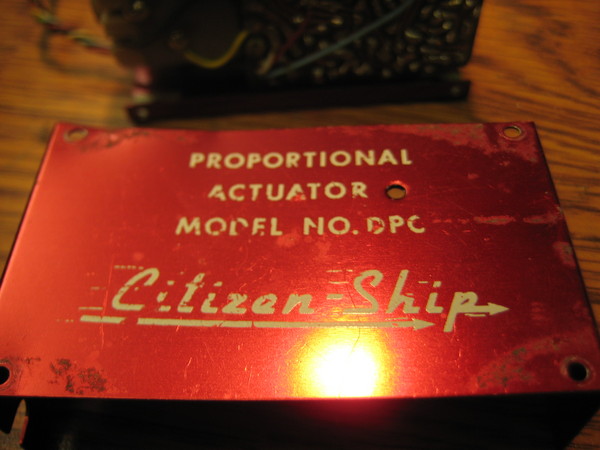 PROPORTIONAL
ACTUATOR
MODEL NO. DPC
Citizen-Ship